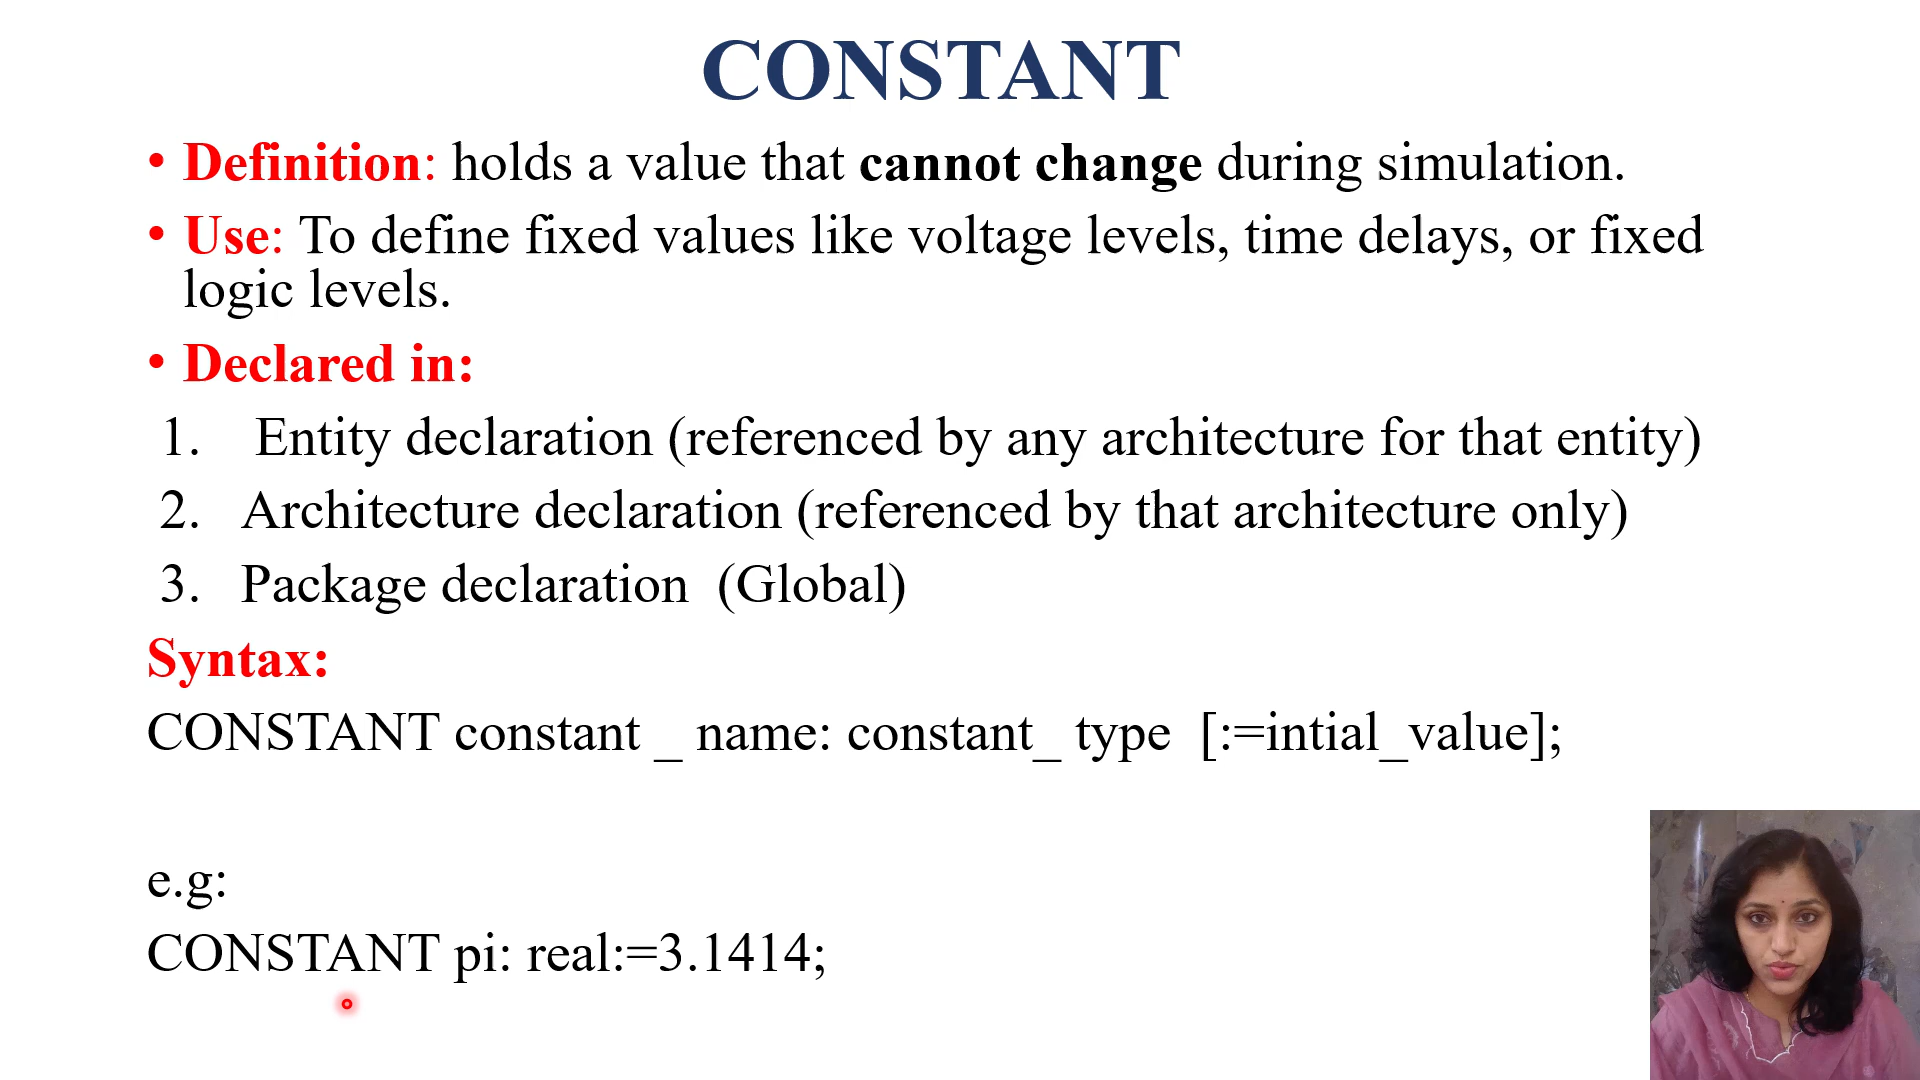 CONSTANT
• Definition: holds a value that cannot change during simulation.
• Use: To define fixed values like voltage levels, time delays, or fixed
logic levels.
• Declared in:
1. Entity declaration (referenced by any architecture for that entity)
2. Architecture declaration (referenced by that architecture only)
3. Package declaration (Global)
Syntax:
CONSTANT constant _ name: constant_ type [:=intial_value];
e.g:
CONSTANT pi: real:=3.1414;